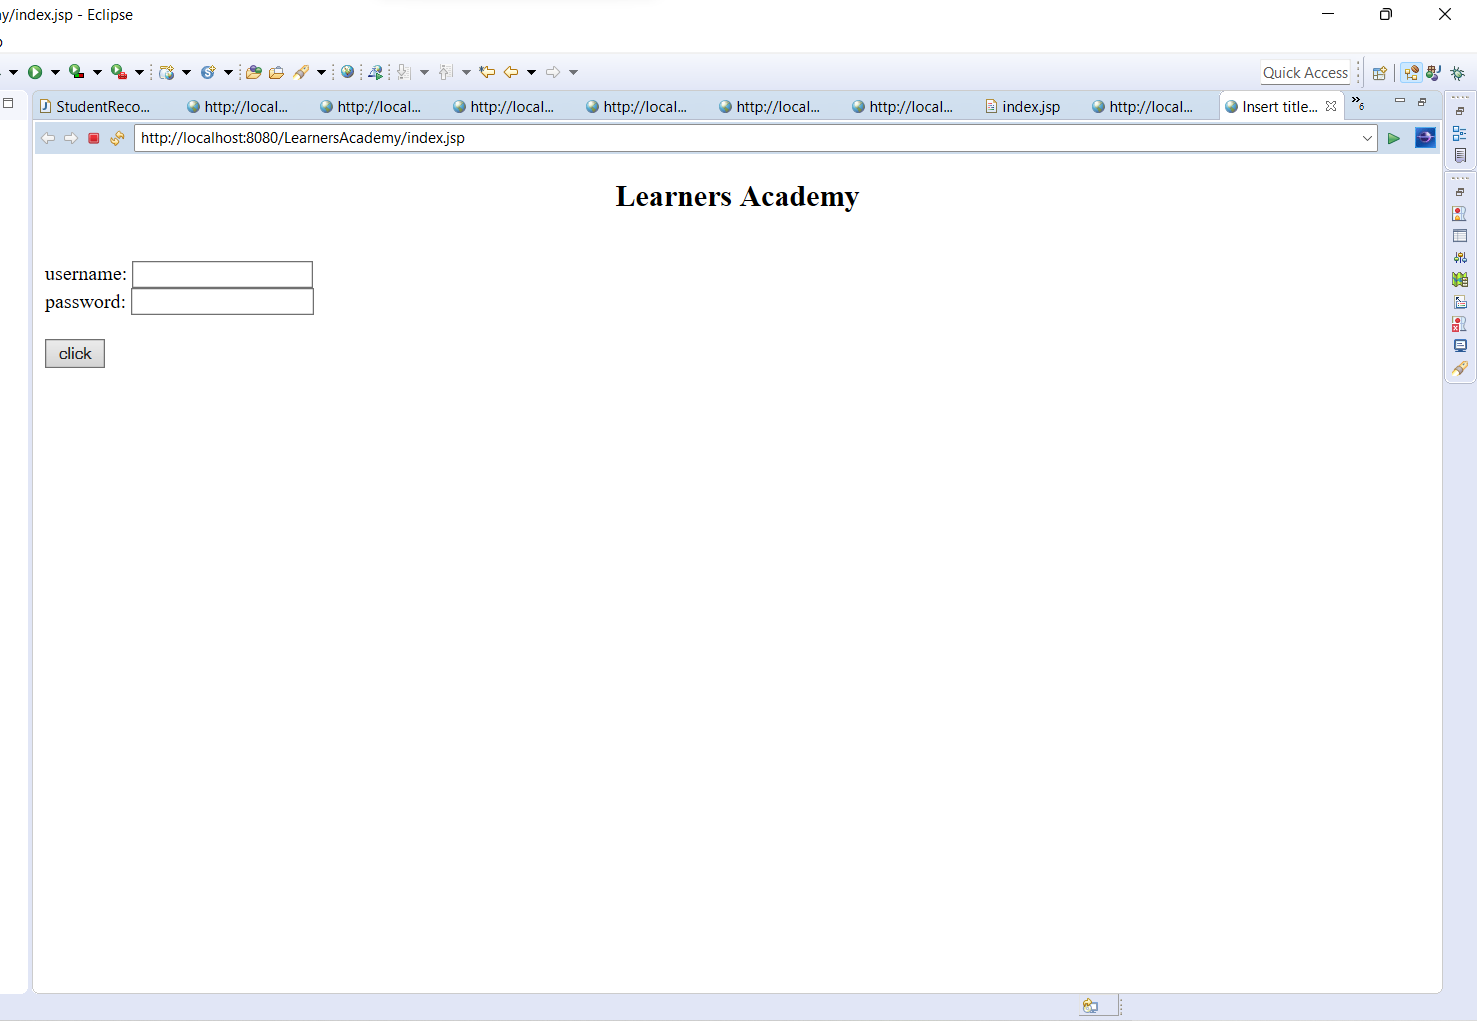 y/index.jsp - Eclipse
Quick Access
StudentReco... http://local... http://local... http://local... http://local... http://local... http://local... index.jsp http://local... Insert title... »6
http://localhost:8080/LearnersAcademy/index.jsp
Learners Academy
username:
password:
click